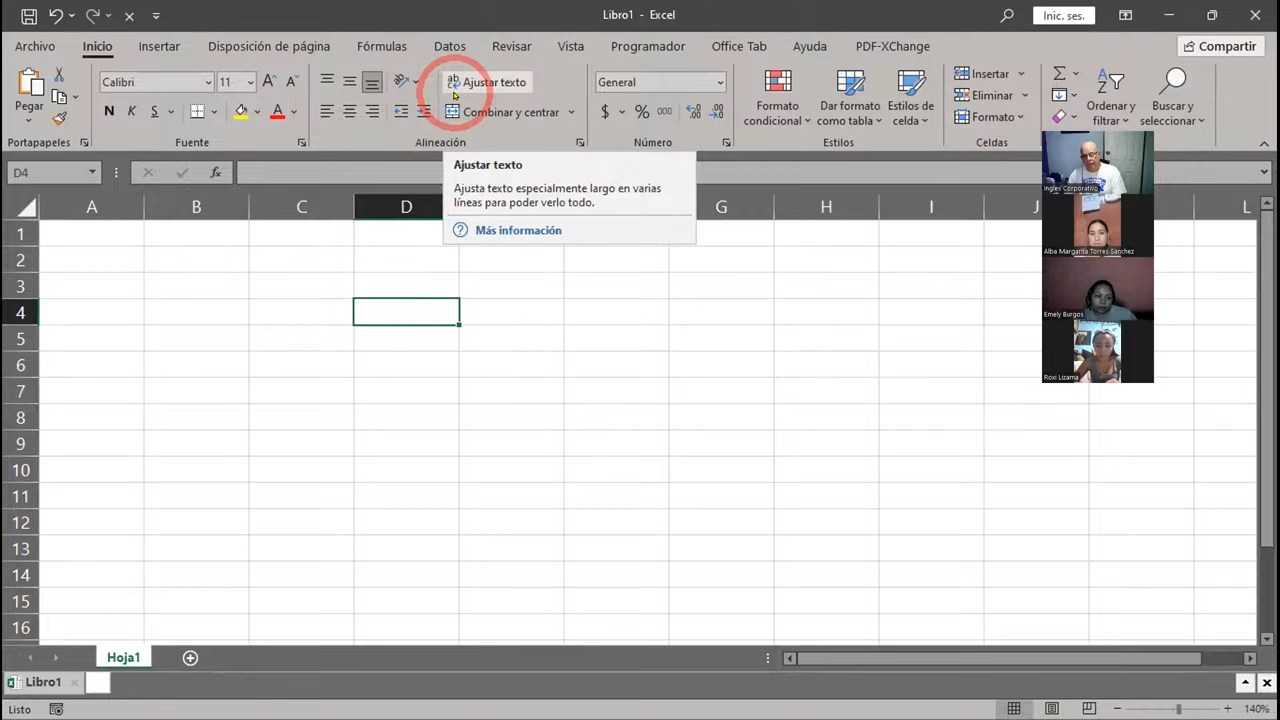 Libro1 - Excel
Inic. ses.
Archivo Inicio Insertar Disposición de página Fórmulas Datos Revisar Vista Programador Office Tab Ayuda PDF-XChange Compartir
Pegar
Calibri 11
N K S
Ajustar texto
Combinar y centrar
General
$ % 000
Formato condicional
Dar formato como tabla
Estilos de celda
Insertar
Eliminar
Formato
Ordenar y filtrar
Buscar y seleccionar
Portapapeles Fuente Alineación Número Estilos Celdas
D4
fx
Ajustar texto
Ajusta texto especialmente largo en varias
líneas para poder verlo todo.
Más información
Ingles Corporativo
Alba Margarita Torres Sanchez
Emely Burgos
Roxi Lizama
A B C D G H I J L
1
2
3
4
5
6
7
8
9
10
11
12
13
14
15
16
Hoja1
Libro1
Listo
140%